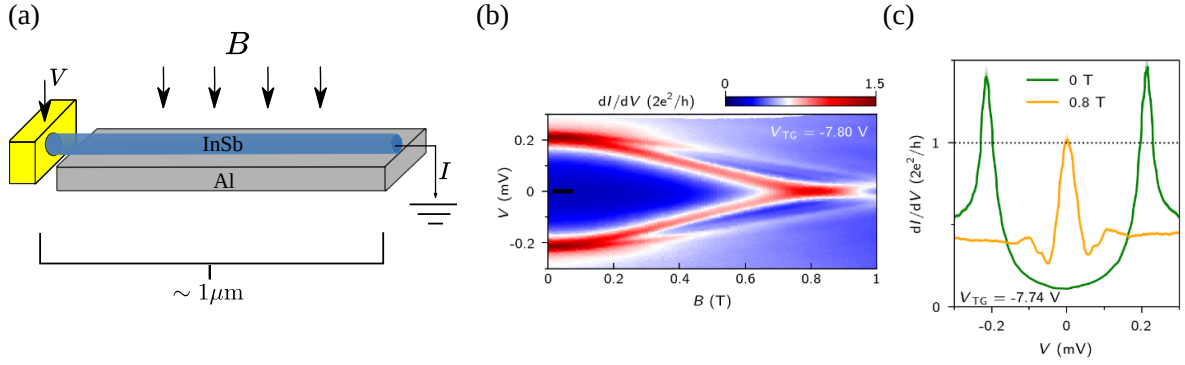 (a)
B
V
InSb
Al
I
∼ 1μm
(b)
0 1.5
dI/dV (2e²/h)
V_TG = -7.80 V
0.2
0
-0.2
V (mV)
0 0.2 0.4 0.6 0.8 1
B (T)
(c)
0 T
0.8 T
1
0
dI/dV (2e²/h)
V_TG = -7.74 V
-0.2 0 0.2
V (mV)